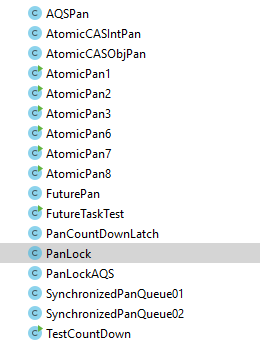 AQSPan
AtomicCASIntPan
AtomicCASObjPan
AtomicPan1
AtomicPan2
AtomicPan3
AtomicPan6
AtomicPan7
AtomicPan8
FuturePan
FutureTaskTest
PanCountDownLatch
PanLock
PanLockAQS
SynchronizedPanQueue01
SynchronizedPanQueue02
TestCountDown